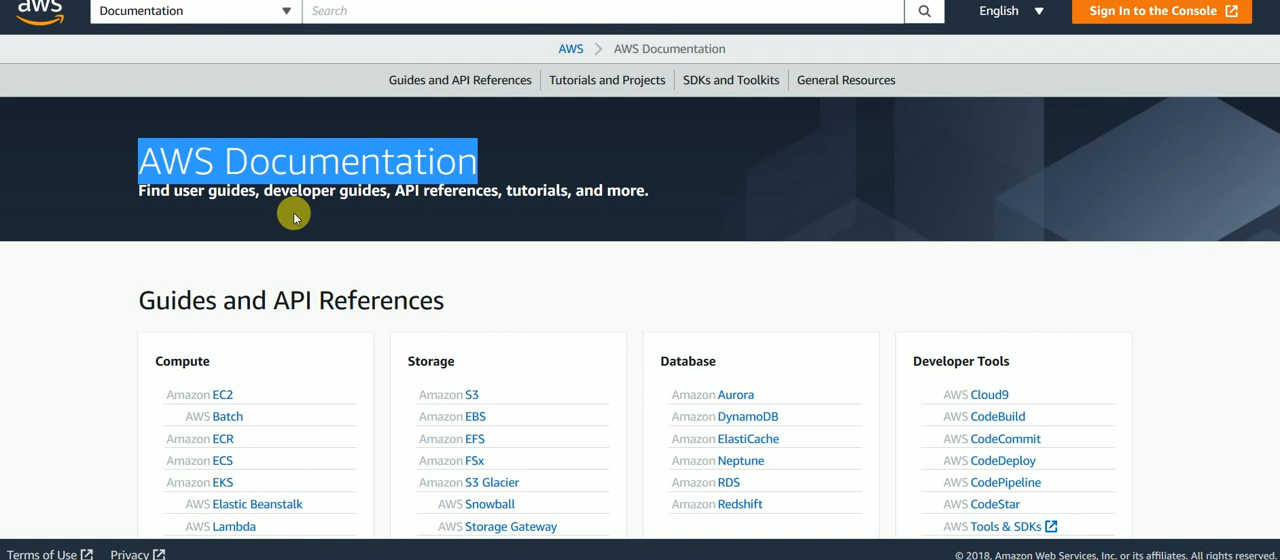 aws
Documentation
Search
English
Sign In to the Console
AWS
AWS Documentation
Guides and API References
Tutorials and Projects
SDKs and Toolkits
General Resources
AWS Documentation
Find user guides, developer guides, API references, tutorials, and more.
Guides and API References
Compute
Amazon EC2
AWS Batch
Amazon ECR
Amazon ECS
Amazon EKS
AWS Elastic Beanstalk
AWS Lambda
Storage
Amazon S3
Amazon EBS
Amazon EFS
Amazon FSx
Amazon S3 Glacier
AWS Snowball
AWS Storage Gateway
Database
Amazon Aurora
Amazon DynamoDB
Amazon ElastiCache
Amazon Neptune
Amazon RDS
Amazon Redshift
Developer Tools
AWS Cloud9
AWS CodeBuild
AWS CodeCommit
AWS CodeDeploy
AWS CodePipeline
AWS CodeStar
AWS Tools & SDKs
Terms of Use
Privacy
© 2018, Amazon Web Services, Inc. or its affiliates. All rights reserved.